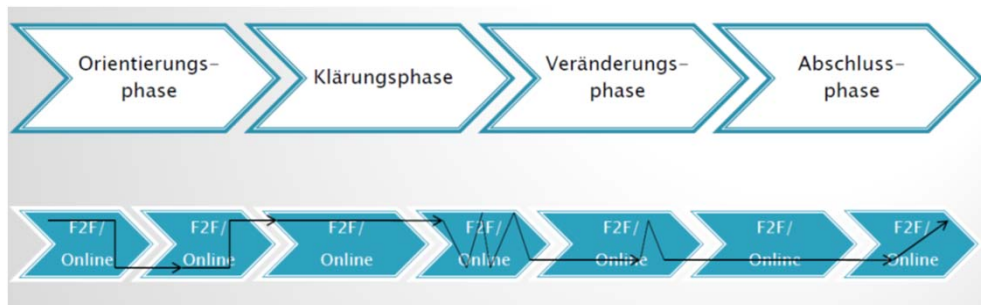 Orientierungs-
phase
Klärungsphase
Veränderungs-
phase
Abschluss-
phase
F2F/
Online
F2F/
Online
F2F/
Online
F2F/
Online
F2F/
Online
F2F/
Online
F2F/
Online